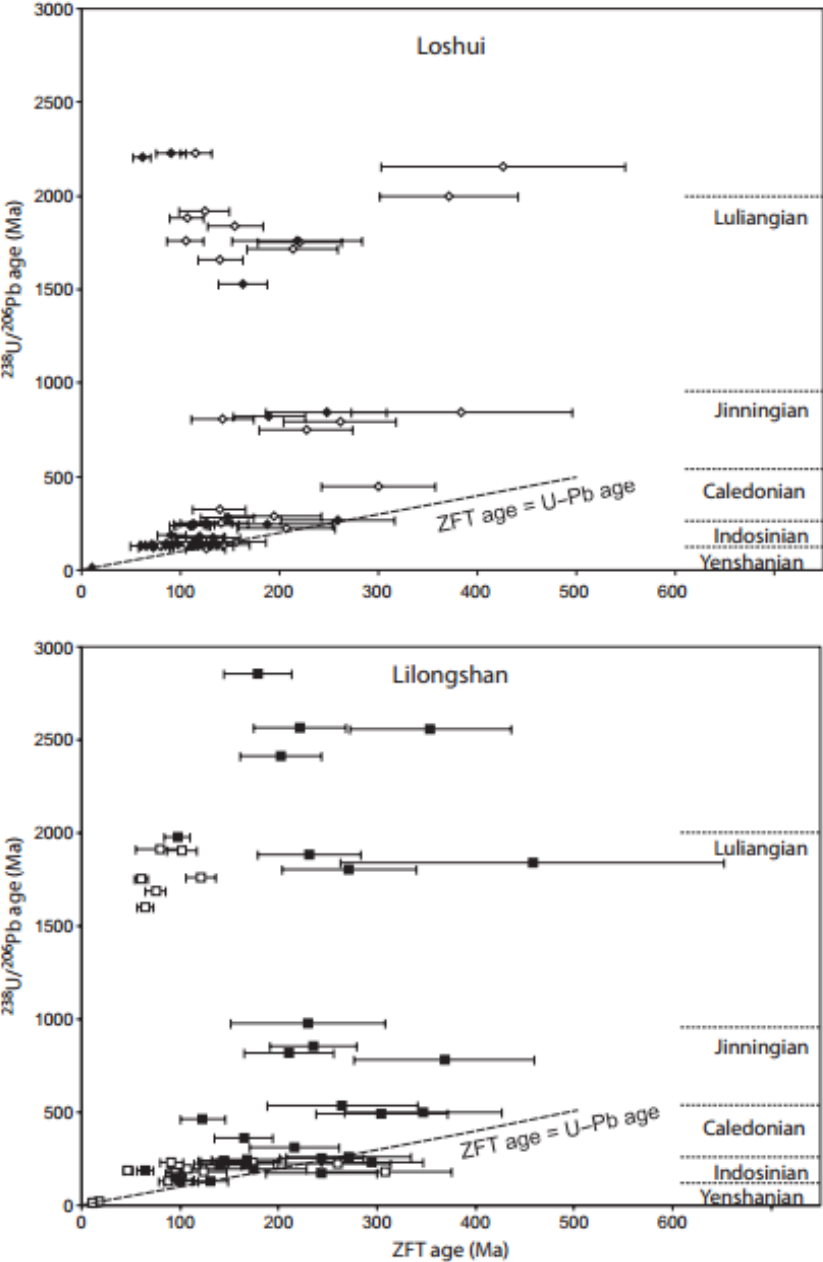 Loshui
3000
2500
2000
1500
1000
500
0
238U/206Pb age (Ma)
Luliangian
Jinningian
Caledonian
Indosinian
Yenshanian
ZFT age = U–Pb age
0 100 200 300 400 500 600
Lilongshan
3000
2500
2000
1500
1000
500
0
238U/206Pb age (Ma)
Luliangian
Jinningian
Caledonian
Indosinian
Yenshanian
ZFT age = U–Pb age
0 100 200 300 400 500 600
ZFT age (Ma)